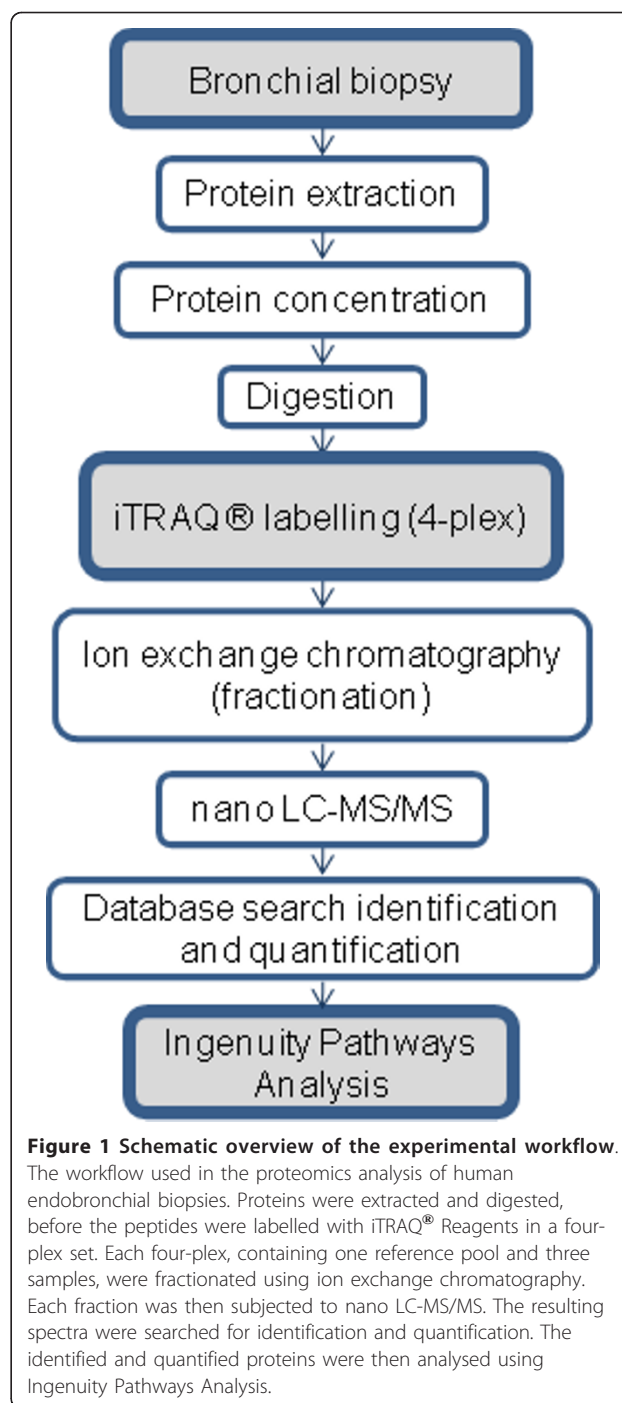 Bronchial biopsy
Protein extraction
Protein concentration
Digestion
iTRAQ® labelling (4-plex)
Ion exchange chromatography
(fractionation)
nano LC-MS/MS
Database search identification
and quantification
Ingenuity Pathways
Analysis
Figure 1 Schematic overview of the experimental workflow.
The workflow used in the proteomics analysis of human
endobronchial biopsies. Proteins were extracted and digested,
before the peptides were labelled with iTRAQ® Reagents in a four-
plex set. Each four-plex, containing one reference pool and three
samples, were fractionated using ion exchange chromatography.
Each fraction was then subjected to nano LC-MS/MS. The resulting
spectra were searched for identification and quantification. The
identified and quantified proteins were then analysed using
Ingenuity Pathways Analysis.